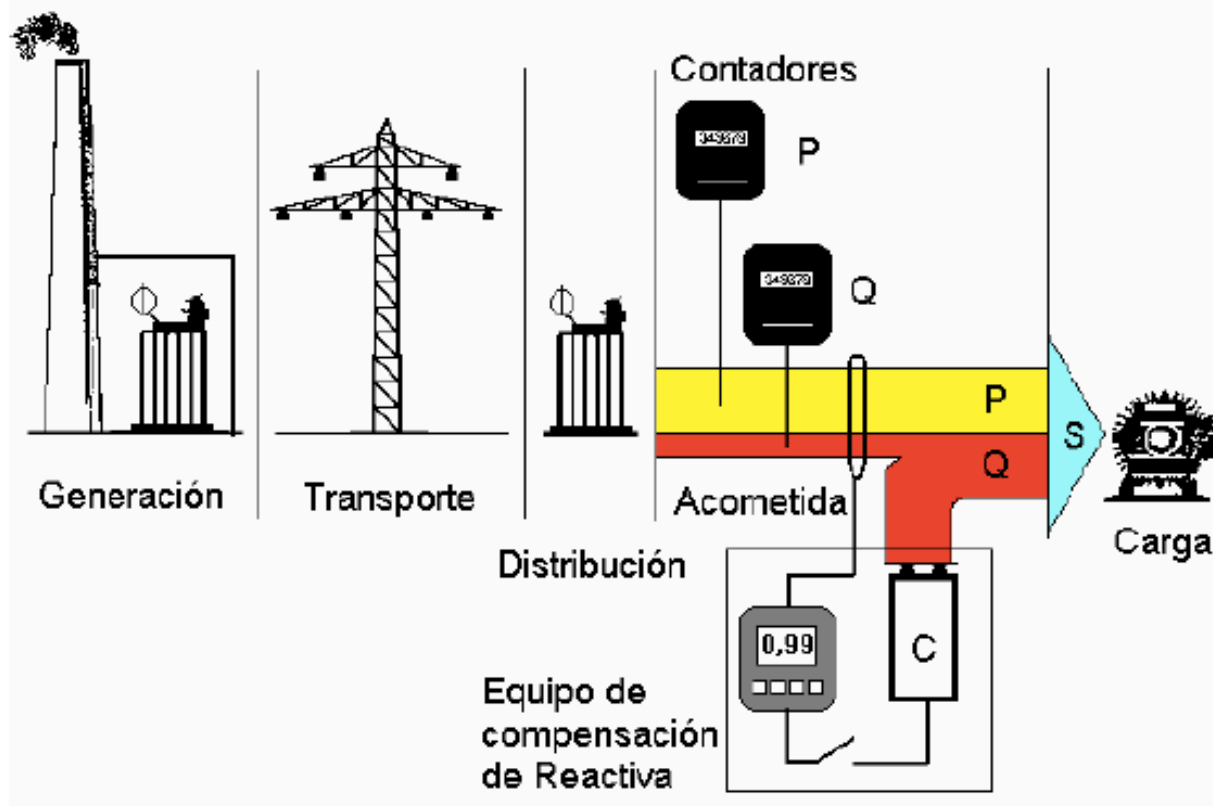 Contadores
P
Q
P
S
Q
Generación
Transporte
Acometida
Carga
Distribución
0,99
C
Equipo de
compensación
de Reactiva